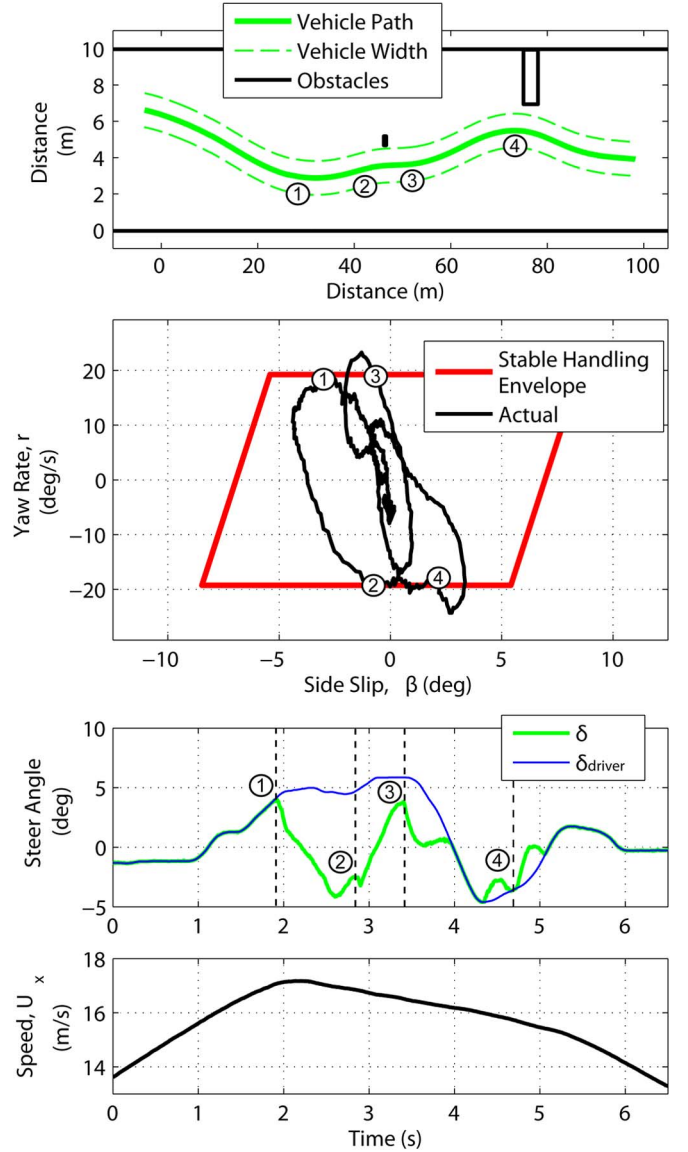 Vehicle Path
Vehicle Width
Obstacles
10
8
6
4
2
0
Distance
(m)
1
2
3
4
0
20
40
60
80
100
Distance (m)
Stable Handling
Envelope
Actual
20
10
0
−10
−20
Yaw Rate, r
(deg/s)
1
3
2
4
−10
−5
0
5
10
Side Slip, β (deg)
δ
δdriver
10
5
0
−5
Steer Angle
(deg)
1
2
3
4
0
1
2
3
4
5
6
18
16
14
Speed, U x
(m/s)
0
1
2
3
4
5
6
Time (s)